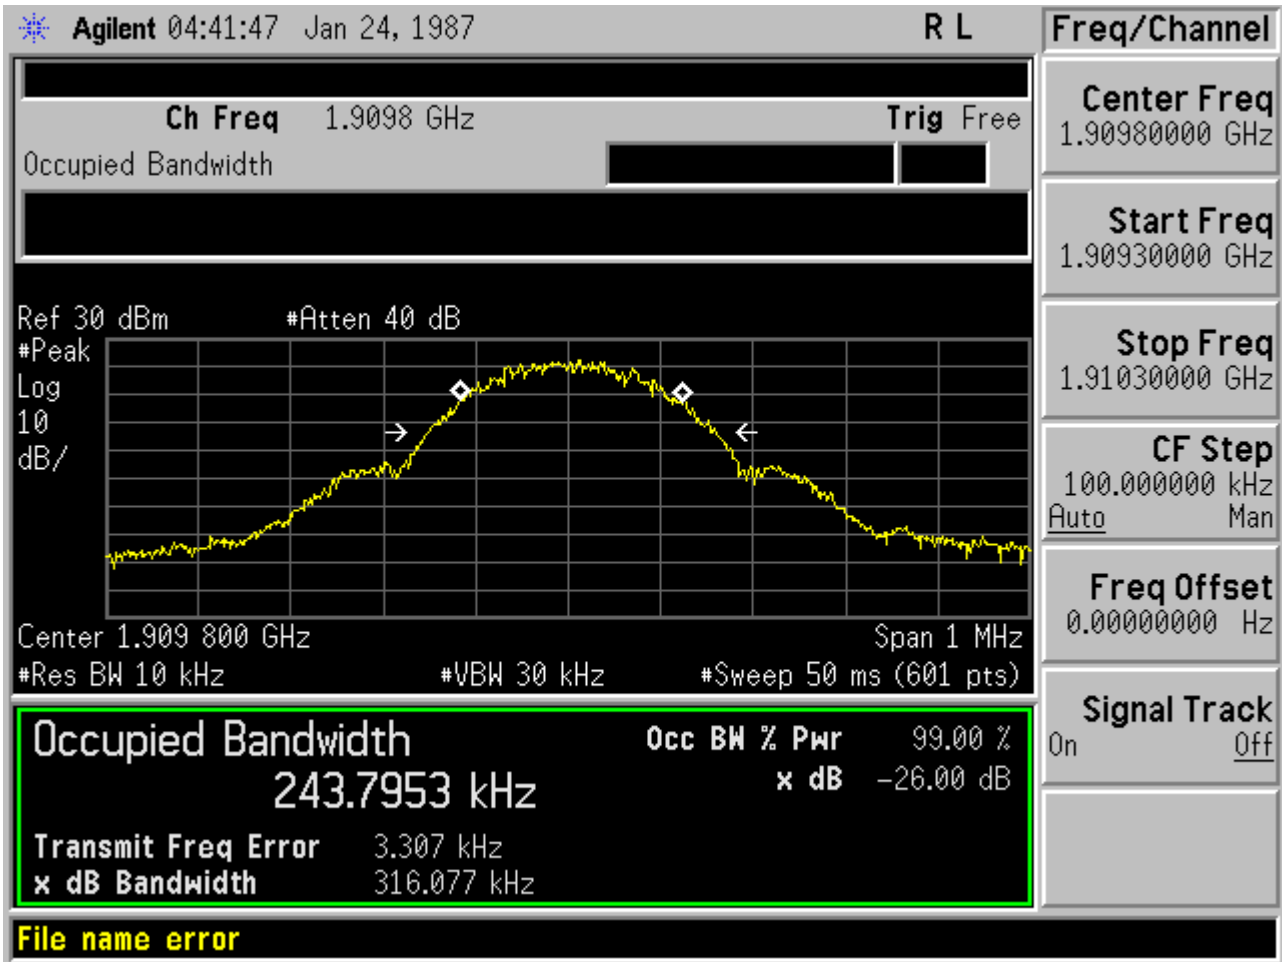 Agilent 04:41:47 Jan 24, 1987 R L
Freq/Channel
Ch Freq 1.9098 GHz Trig Free
Occupied Bandwidth
Center Freq
1.90980000 GHz
Start Freq
1.90930000 GHz
Stop Freq
1.91030000 GHz
CF Step
100.000000 kHz
Auto Man
Freq Offset
0.00000000 Hz
Signal Track
On Off
Ref 30 dBm #Atten 40 dB
#Peak
Log
10
dB/
Center 1.909 800 GHz Span 1 MHz
#Res BW 10 kHz #VBW 30 kHz #Sweep 50 ms (601 pts)
Occupied Bandwidth
243.7953 kHz
Occ BW % Pwr 99.00 %
x dB -26.00 dB
Transmit Freq Error 3.307 kHz
x dB Bandwidth 316.077 kHz
File name error